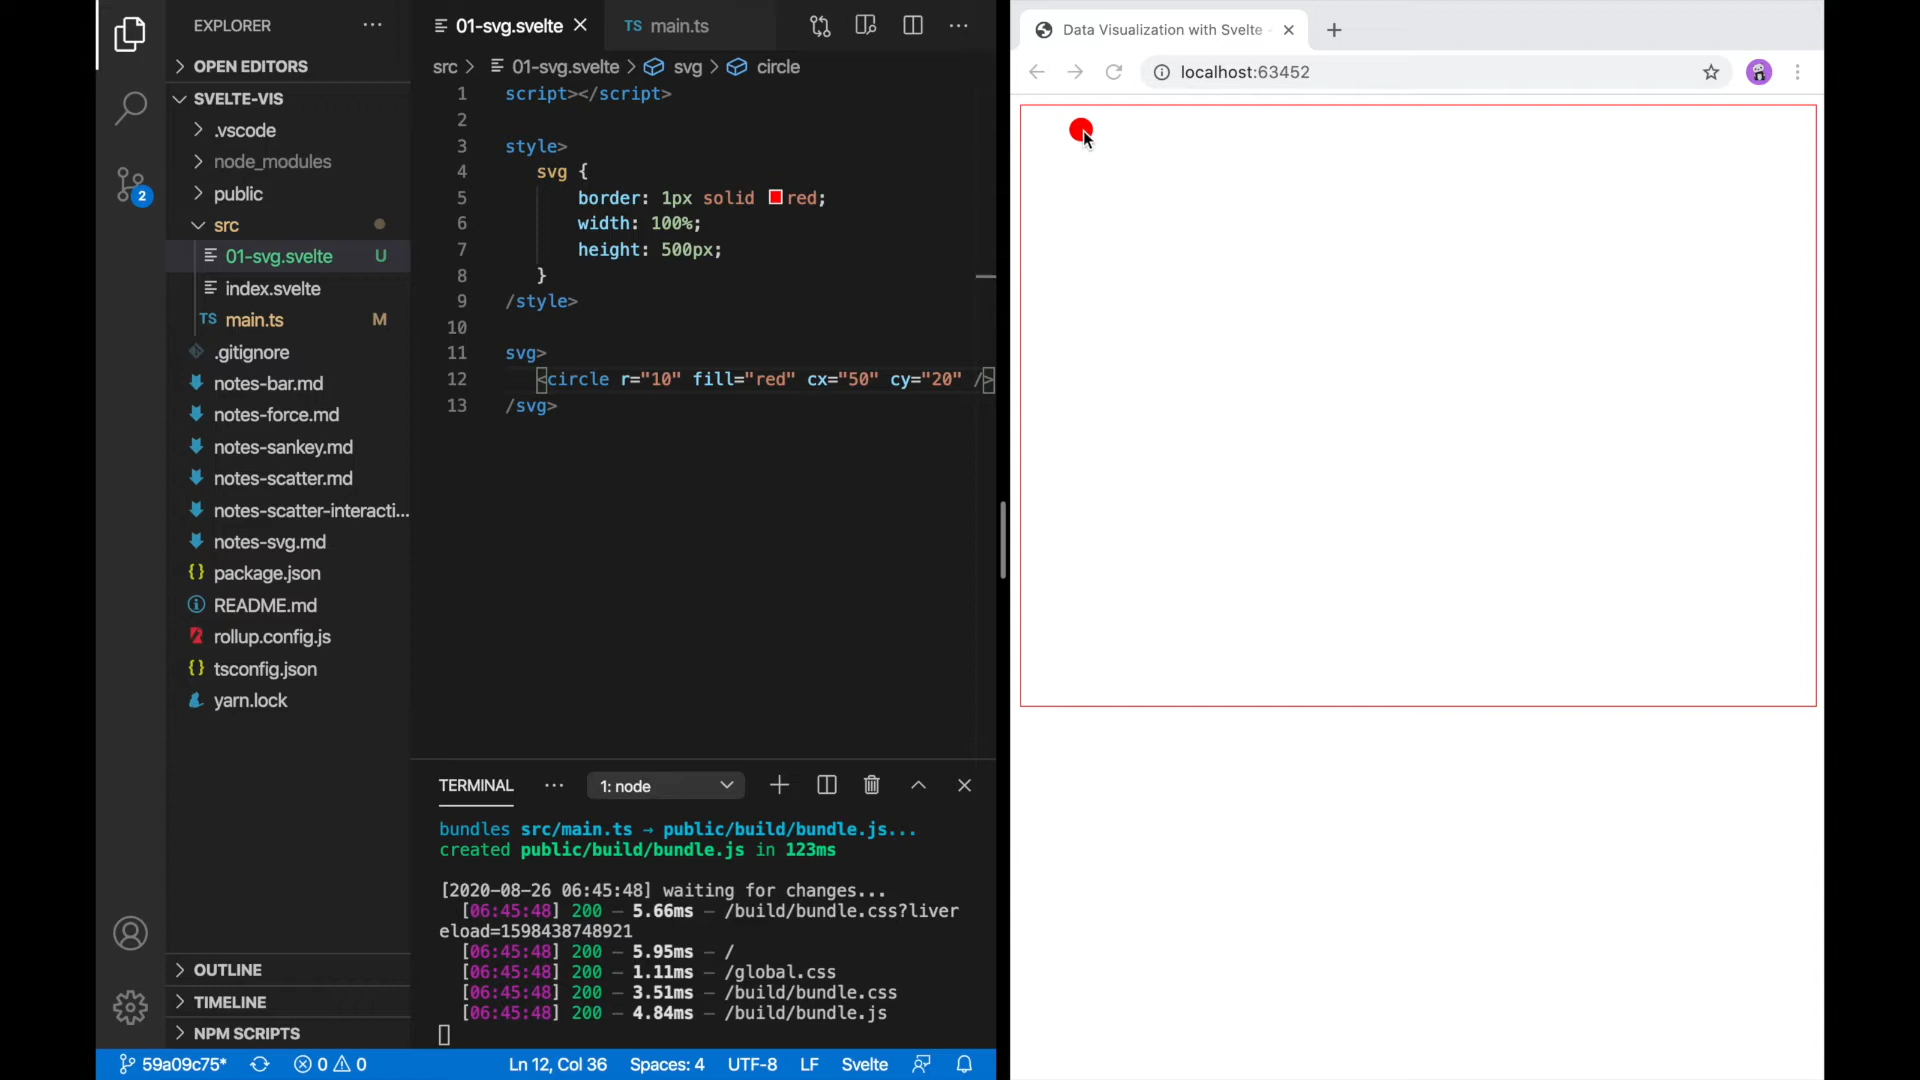 EXPLORER
OPEN EDITORS
SVELTE-VIS
.vscode
node_modules
public
src
01-svg.svelte U
index.svelte
TS main.ts M
.gitignore
notes-bar.md
notes-force.md
notes-sankey.md
notes-scatter.md
notes-scatter-interacti...
notes-svg.md
{} package.json
README.md
rollup.config.js
{} tsconfig.json
yarn.lock
OUTLINE
TIMELINE
NPM SCRIPTS
2
01-svg.svelte
TS main.ts
src > 01-svg.svelte > svg > circle
1 script></script>
2
3 style>
4 svg {
5 border: 1px solid red;
6 width: 100%;
7 height: 500px;
8 }
9 /style>
10
11 svg>
12 <circle r="10" fill="red" cx="50" cy="20" />
13 /svg>
TERMINAL ... 1: node
bundles src/main.ts → public/build/bundle.js...
created public/build/bundle.js in 123ms
[2020-08-26 06:45:48] waiting for changes...
[06:45:48] 200 — 5.66ms — /build/bundle.css?liver
eload=1598438748921
[06:45:48] 200 — 5.95ms — /
[06:45:48] 200 — 1.11ms — /global.css
[06:45:48] 200 — 3.51ms — /build/bundle.css
[06:45:48] 200 — 4.84ms — /build/bundle.js
59a09c75* 0 0 Ln 12, Col 36 Spaces: 4 UTF-8 LF Svelte
Data Visualization with Svelte
localhost:63452